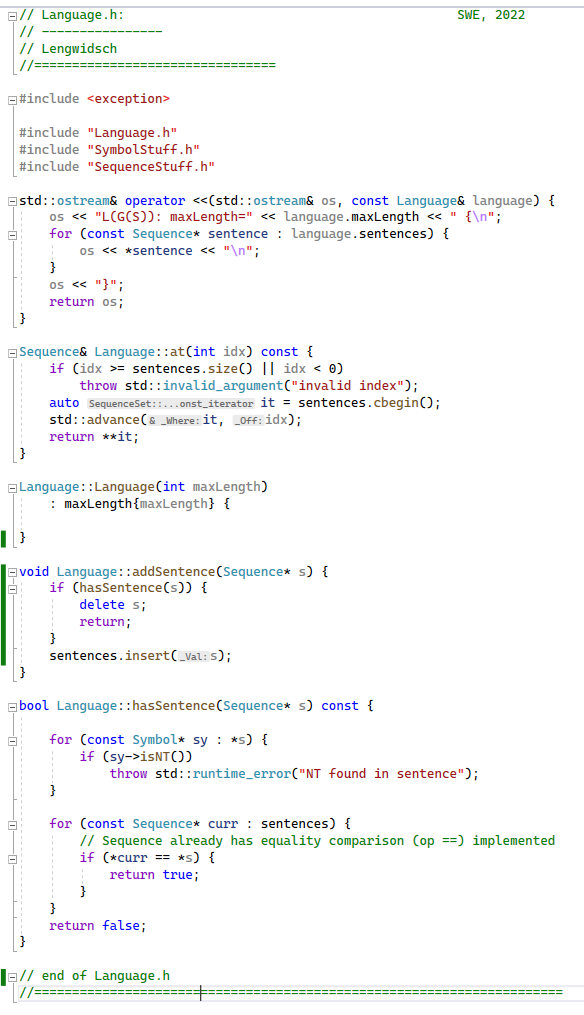 // Language.h:                                            SWE, 2022
// ----------------
// Lengwidsch
//================================
#include <exception>
#include "Language.h"
#include "SymbolStuff.h"
#include "SequenceStuff.h"
std::ostream& operator <<(std::ostream& os, const Language& language) {
    os << "L(G(S)): maxLength=" << language.maxLength << " {\n";
    for (const Sequence* sentence : language.sentences) {
        os << *sentence << "\n";
    }
    os << "}";
    return os;
}
Sequence& Language::at(int idx) const {
    if (idx >= sentences.size() || idx < 0)
        throw std::invalid_argument("invalid index");
    auto SequenceSet::...onst_iterator it = sentences.cbegin();
    std::advance(& _Where: it, _Off: idx);
    return **it;
}
Language::Language(int maxLength)
    : maxLength{maxLength} {
}
void Language::addSentence(Sequence* s) {
    if (hasSentence(s)) {
        delete s;
        return;
    }
    sentences.insert(_Val: s);
}
bool Language::hasSentence(Sequence* s) const {
    for (const Symbol* sy : *s) {
        if (sy->isNT())
            throw std::runtime_error("NT found in sentence");
    }
    for (const Sequence* curr : sentences) {
        // Sequence already has equality comparison (op ==) implemented
        if (*curr == *s) {
            return true;
        }
    }
    return false;
}
// end of Language.h
//======================================================================